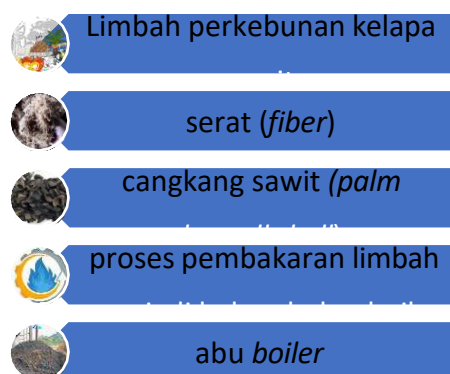 Limbah perkebunan kelapa
serat (fiber)
cangkang sawit (palm
proses pembakaran limbah
abu boiler